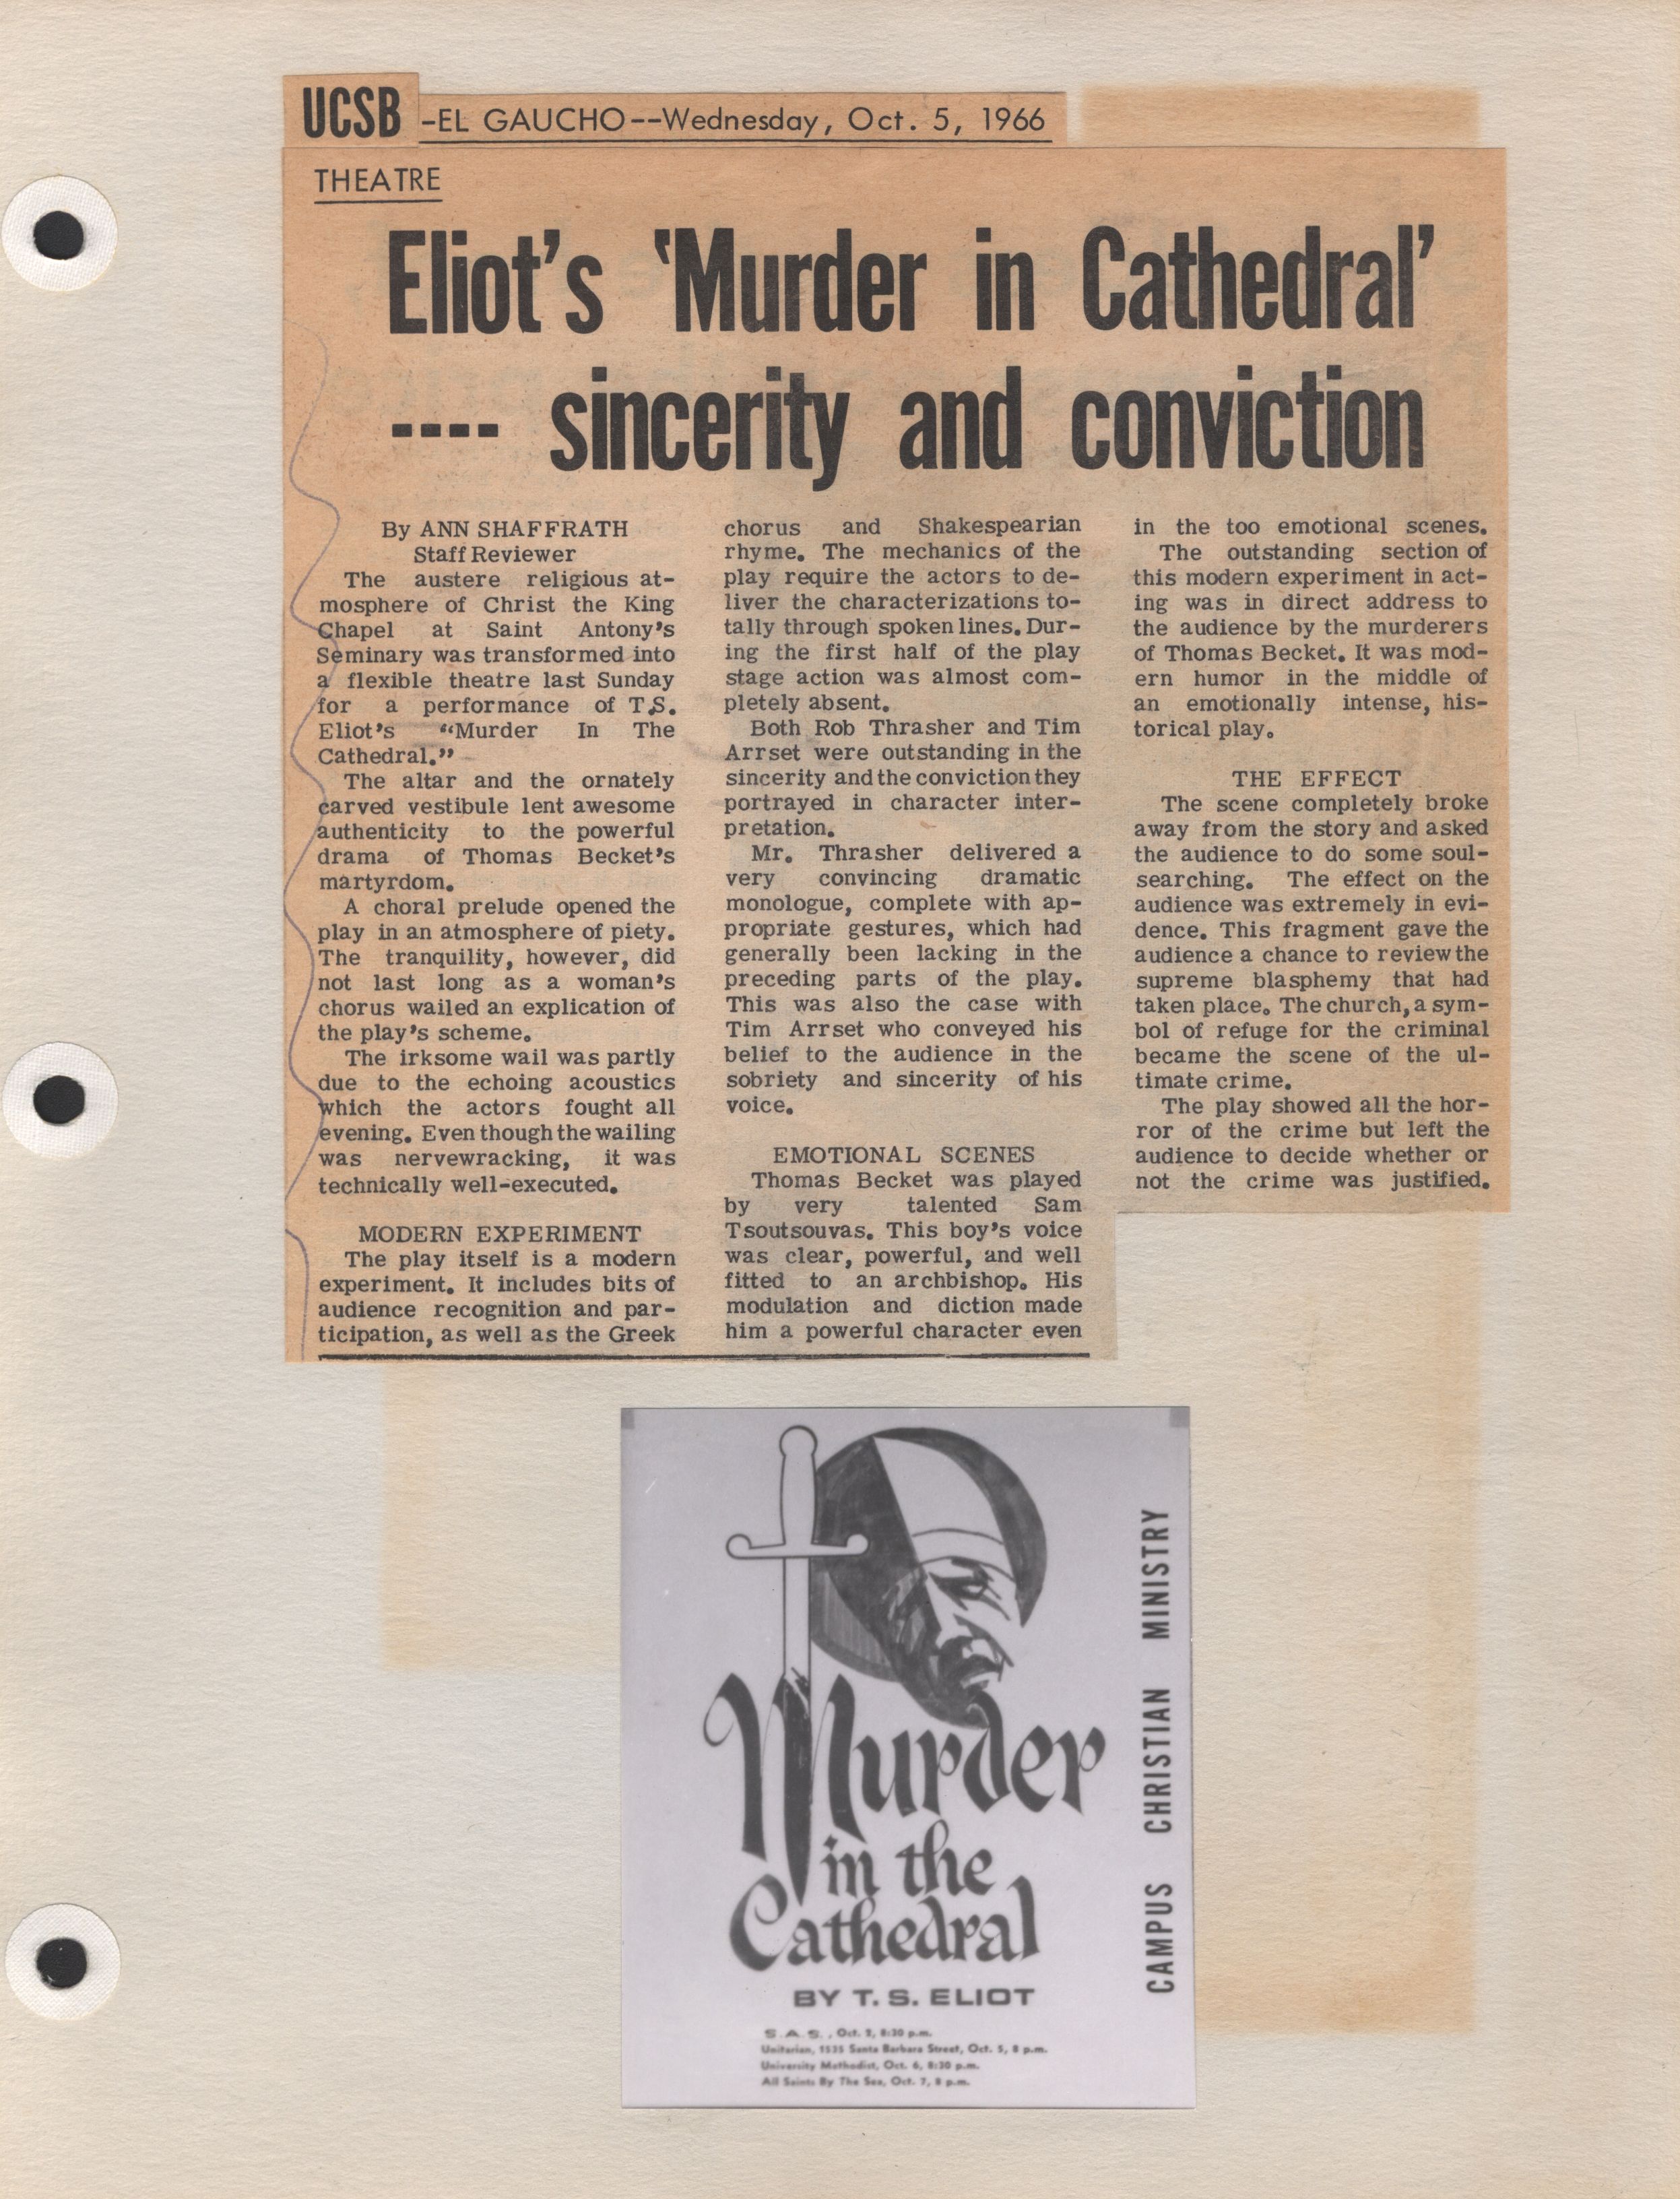 UCSB -EL GAUCHO--Wednesday, Oct. 5, 1966
THEATRE
Eliot's 'Murder in Cathedral'
---- sincerity and conviction
By ANN SHAFFRATH
Staff Reviewer
The austere religious at-
mosphere of Christ the King
Chapel at Saint Antony's
Seminary was transformed into
a flexible theatre last Sunday
for a performance of T.S.
Eliot's "Murder In The
Cathedral."
The altar and the ornately
carved vestibule lent awesome
authenticity to the powerful
drama of Thomas Becket's
martyrdom.
A choral prelude opened the
play in an atmosphere of piety.
The tranquility, however, did
not last long as a woman's
chorus wailed an explication of
the play's scheme.
The irksome wail was partly
due to the echoing acoustics
which the actors fought all
evening. Even though the wailing
was nervewracking, it was
technically well-executed.
MODERN EXPERIMENT
The play itself is a modern
experiment. It includes bits of
audience recognition and par-
ticipation, as well as the Greek
chorus and Shakespearian
rhyme. The mechanics of the
play require the actors to de-
liver the characterizations to-
tally through spoken lines. Dur-
ing the first half of the play
stage action was almost com-
pletely absent.
Both Rob Thrasher and Tim
Arrset were outstanding in the
sincerity and the conviction they
portrayed in character inter-
pretation.
Mr. Thrasher delivered a
very convincing dramatic
monologue, complete with ap-
propriate gestures, which had
generally been lacking in the
preceding parts of the play.
This was also the case with
Tim Arrset who conveyed his
belief to the audience in the
sobriety and sincerity of his
voice.
EMOTIONAL SCENES
Thomas Becket was played
by very talented Sam
Tsoutsouvas. This boy's voice
was clear, powerful, and well
fitted to an archbishop. His
modulation and diction made
him a powerful character even
in the too emotional scenes.
The outstanding section of
this modern experiment in act-
ing was in direct address to
the audience by the murderers
of Thomas Becket. It was mod-
ern humor in the middle of
an emotionally intense, his-
torical play.
THE EFFECT
The scene completely broke
away from the story and asked
the audience to do some soul-
searching. The effect on the
audience was extremely in evi-
dence. This fragment gave the
audience a chance to review the
supreme blasphemy that had
taken place. The church, a sym-
bol of refuge for the criminal
became the scene of the ul-
timate crime.
The play showed all the hor-
ror of the crime but left the
audience to decide whether or
not the crime was justified.
Murder
in the
Cathedral
BY T. S. ELIOT
S.A.S., Oct. 2, 8:30 p.m.
Unitarian, 1535 Santa Barbara Street, Oct. 5, 8 p.m.
University Methodist, Oct. 6, 8:30 p.m.
All Saints By The Sea, Oct. 7, 8 p.m.
CAMPUS CHRISTIAN MINISTRY